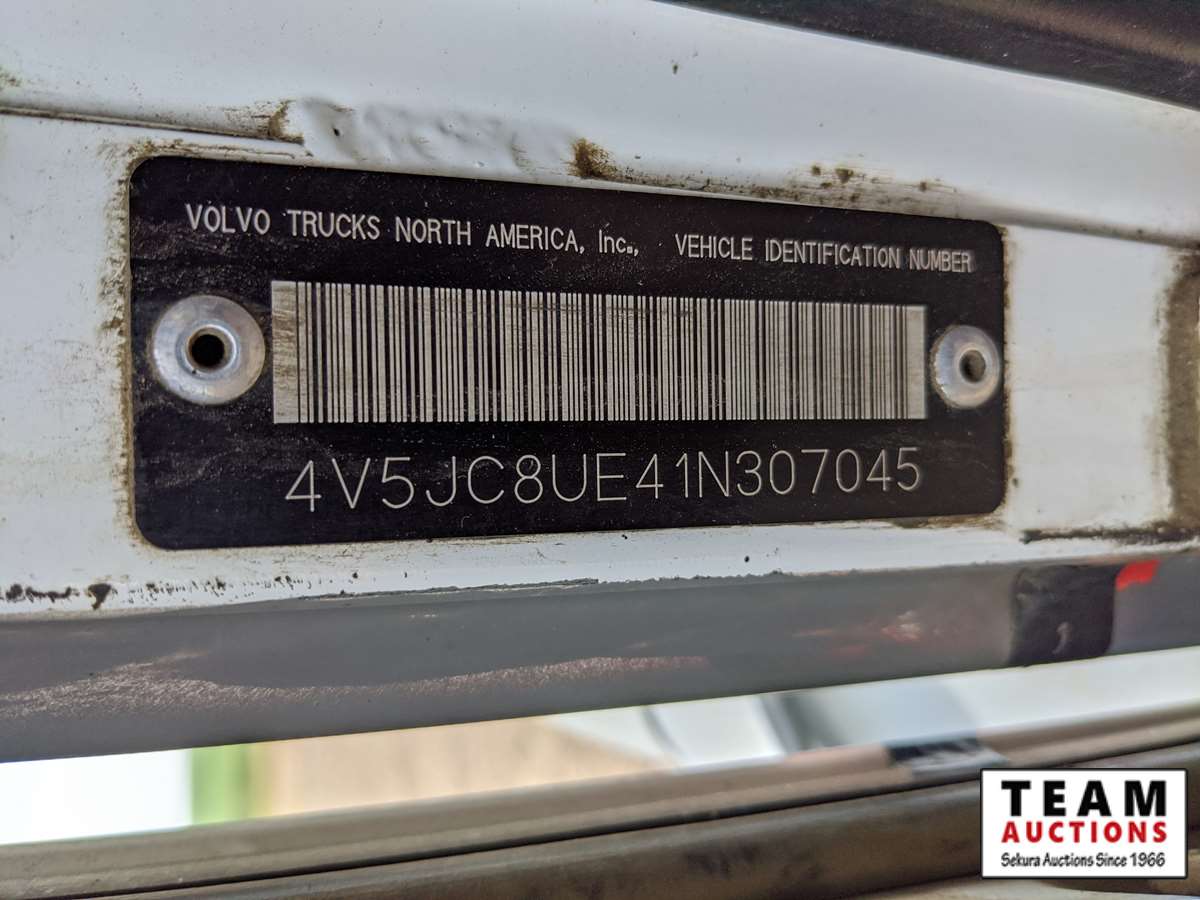 VOLVO TRUCKS NORTH AMERICA, Inc., VEHICLE IDENTIFICATION NUMBER
4V5JC8UE41N307045
TEAM
AUCTIONS
Sekura Auctions Since 1966